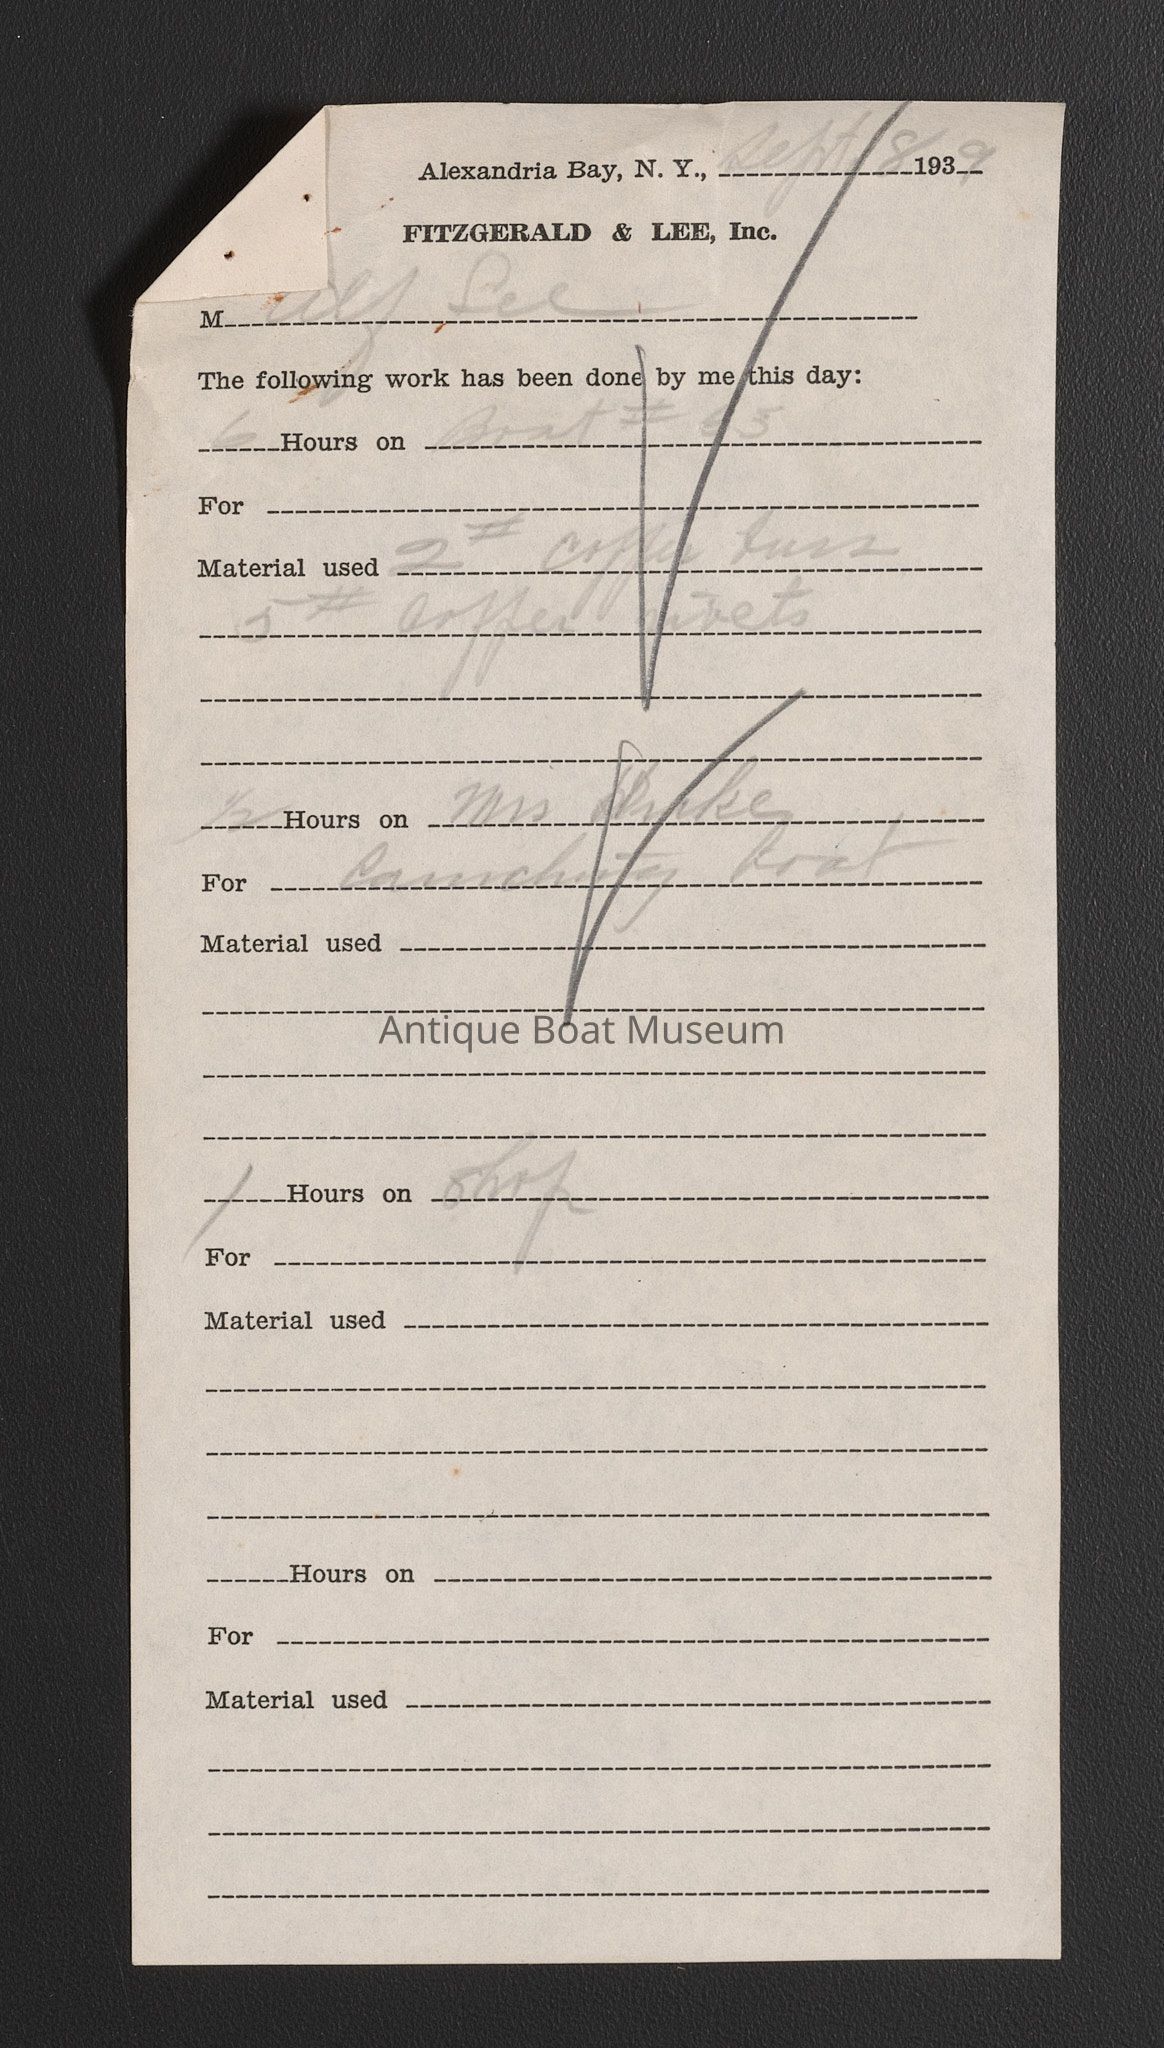 Alexandria Bay, N. Y., Sept 8 1939
FITZGERALD & LEE, Inc.
M Alf Lee
The following work has been done by me this day:
6 Hours on Boat # 63
For
Material used 2 # copper
5 # Copper rivets
1/2 Hours on Mrs
For Launching Boat
Material used
Antique Boat Museum
1 Hours on Shop
For
Material used
Hours on
For
Material used